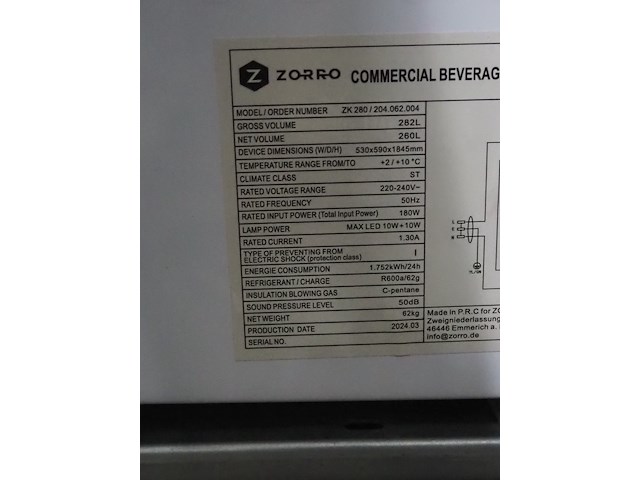 Z ZORRO COMMERCIAL BEVERAG
MODEL / ORDER NUMBER ZK 280 / 204.062.004
GROSS VOLUME 282L
NET VOLUME 260L
DEVICE DIMENSIONS (W/D/H) 530x590x1845mm
TEMPERATURE RANGE FROM/TO +2 / +10 °C
CLIMATE CLASS ST
RATED VOLTAGE RANGE 220-240V~
RATED FREQUENCY 50Hz
RATED INPUT POWER (Total Input Power) 180W
LAMP POWER MAX LED 10W+10W
RATED CURRENT 1.30A
TYPE OF PREVENTING FROM
ELECTRIC SHOCK (protection class) I
ENERGIE CONSUMPTION 1.752kWh/24h
REFRIGERANT / CHARGE R600a/62g
INSULATION BLOWING GAS C-pentane
SOUND PRESSURE LEVEL 50dB
NET WEIGHT 62kg
PRODUCTION DATE 2024.03
SERIAL NO.
Made in P.R.C for ZO
Zweigniederlassung
46446 Emmerich a.
info@zorro.de